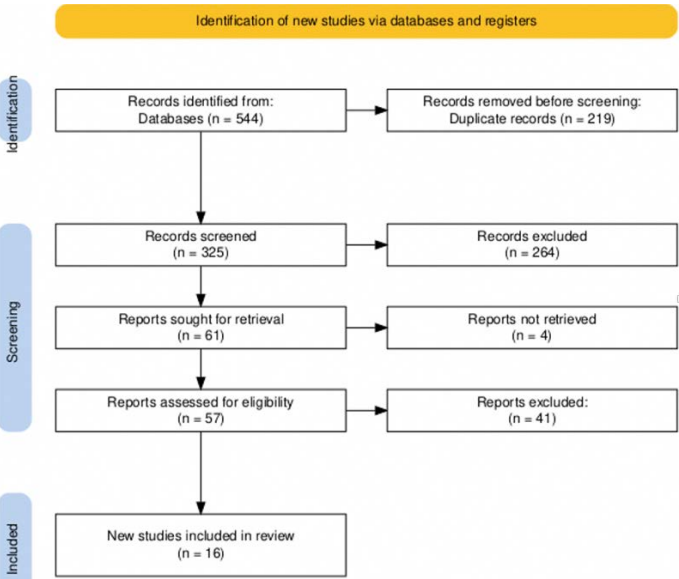 Identification of new studies via databases and registers
Identification
Records identified from:
Databases (n = 544)
Records removed before screening:
Duplicate records (n = 219)
Screening
Records screened
(n = 325)
Records excluded
(n = 264)
Reports sought for retrieval
(n = 61)
Reports not retrieved
(n = 4)
Reports assessed for eligibility
(n = 57)
Reports excluded:
(n = 41)
Included
New studies included in review
(n = 16)